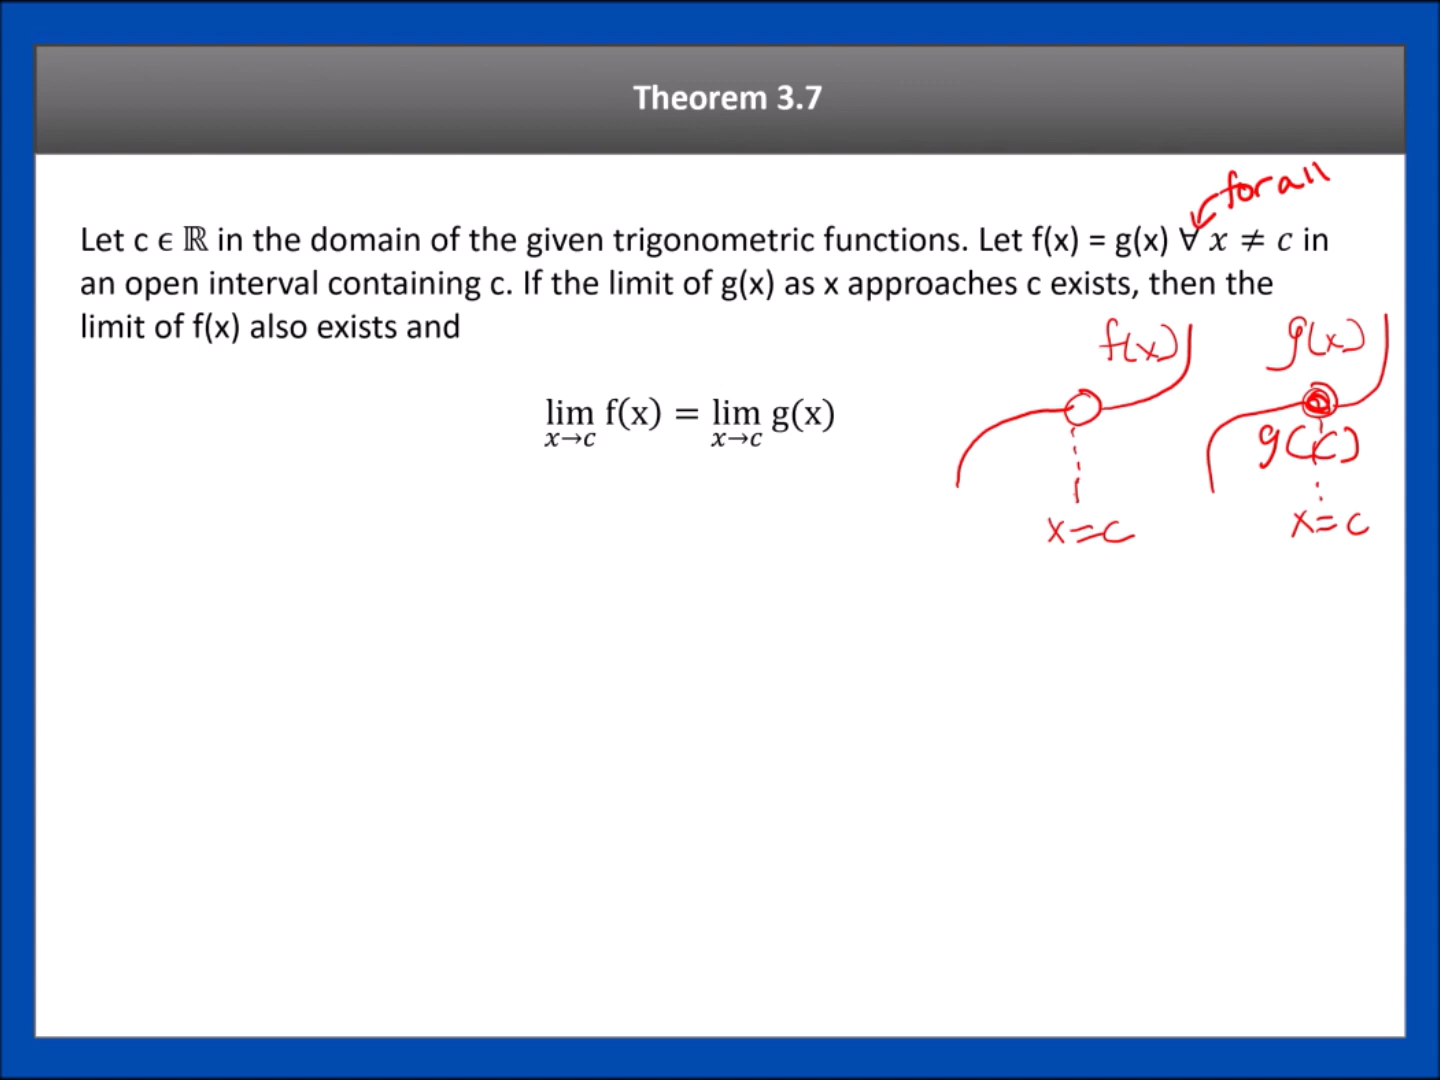 Theorem 3.7
for all
Let c ϵ ℝ in the domain of the given trigonometric functions. Let f(x) = g(x) ∀ x ≠ c in
an open interval containing c. If the limit of g(x) as x approaches c exists, then the
limit of f(x) also exists and
f(x) g(x)
lim f(x) = lim g(x)
x→c x→c
g(c)
x=c x=c